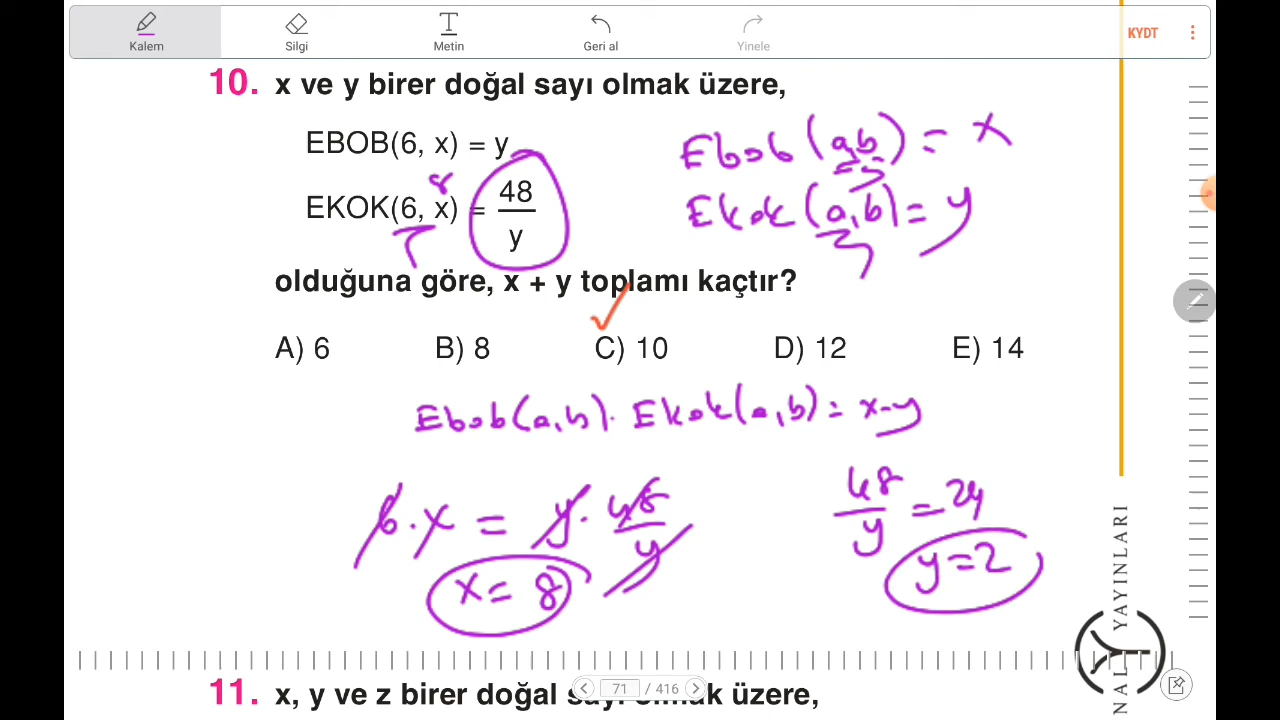 Kalem Silgi Metin Geri al Yinele KYDT
10. x ve y birer doğal sayı olmak üzere,
EBOB(6, x) = y
Ebob(a,b) = x
8
EKOK(6, x) = 48/y
Ekok(a,b) = y
olduğuna göre, x + y toplamı kaçtır?
A) 6 B) 8 C) 10 D) 12 E) 14
Ebob(a,b). Ekok(a,b) = x-y
6.x = y. 48/y
48/y = 24
x = 8
y = 2
NAL YAYINLARI
11. x, y ve z birer doğal sayı olmak üzere,
71 / 416